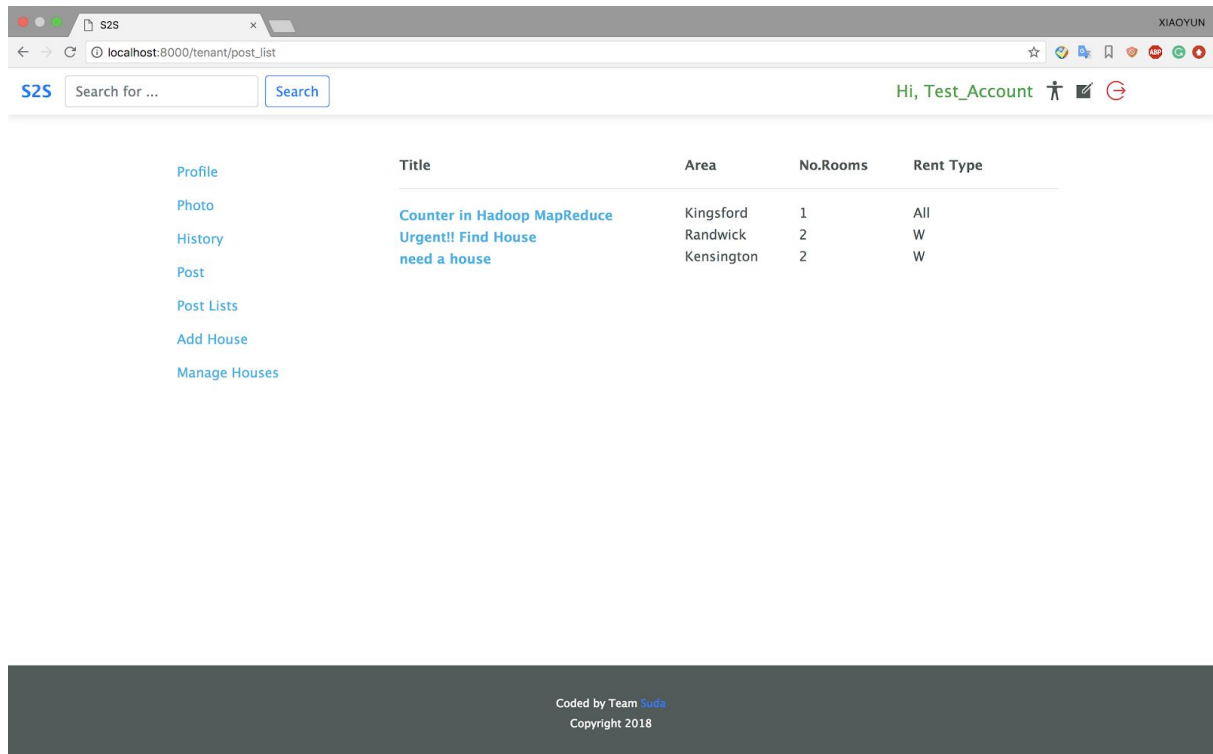 S2S
XIAOYUN
localhost:8000/tenant/post_list
ABP
S2S Search for ... Search Hi, Test_Account
Profile
Photo
History
Post
Post Lists
Add House
Manage Houses
Title Area No.Rooms Rent Type
Counter in Hadoop MapReduce Kingsford 1 All
Urgent!! Find House Randwick 2 W
need a house Kensington 2 W
Coded by Team Suda
Copyright 2018